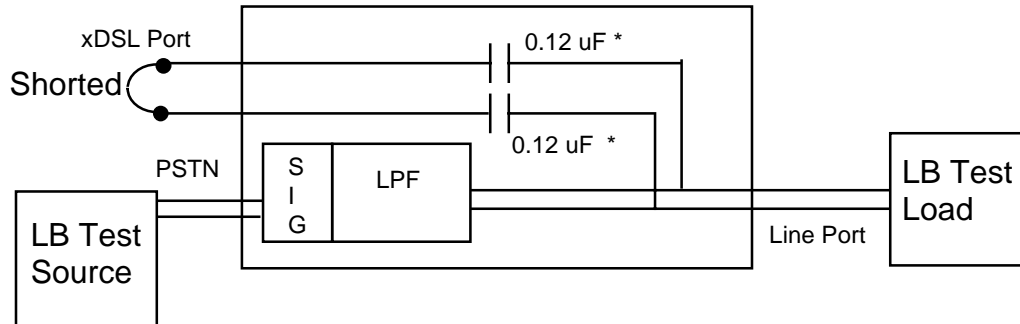 xDSL Port
0.12 uF *
Shorted
0.12 uF *
PSTN
S
I
G
LPF
LB Test
Source
LB Test
Load
Line Port